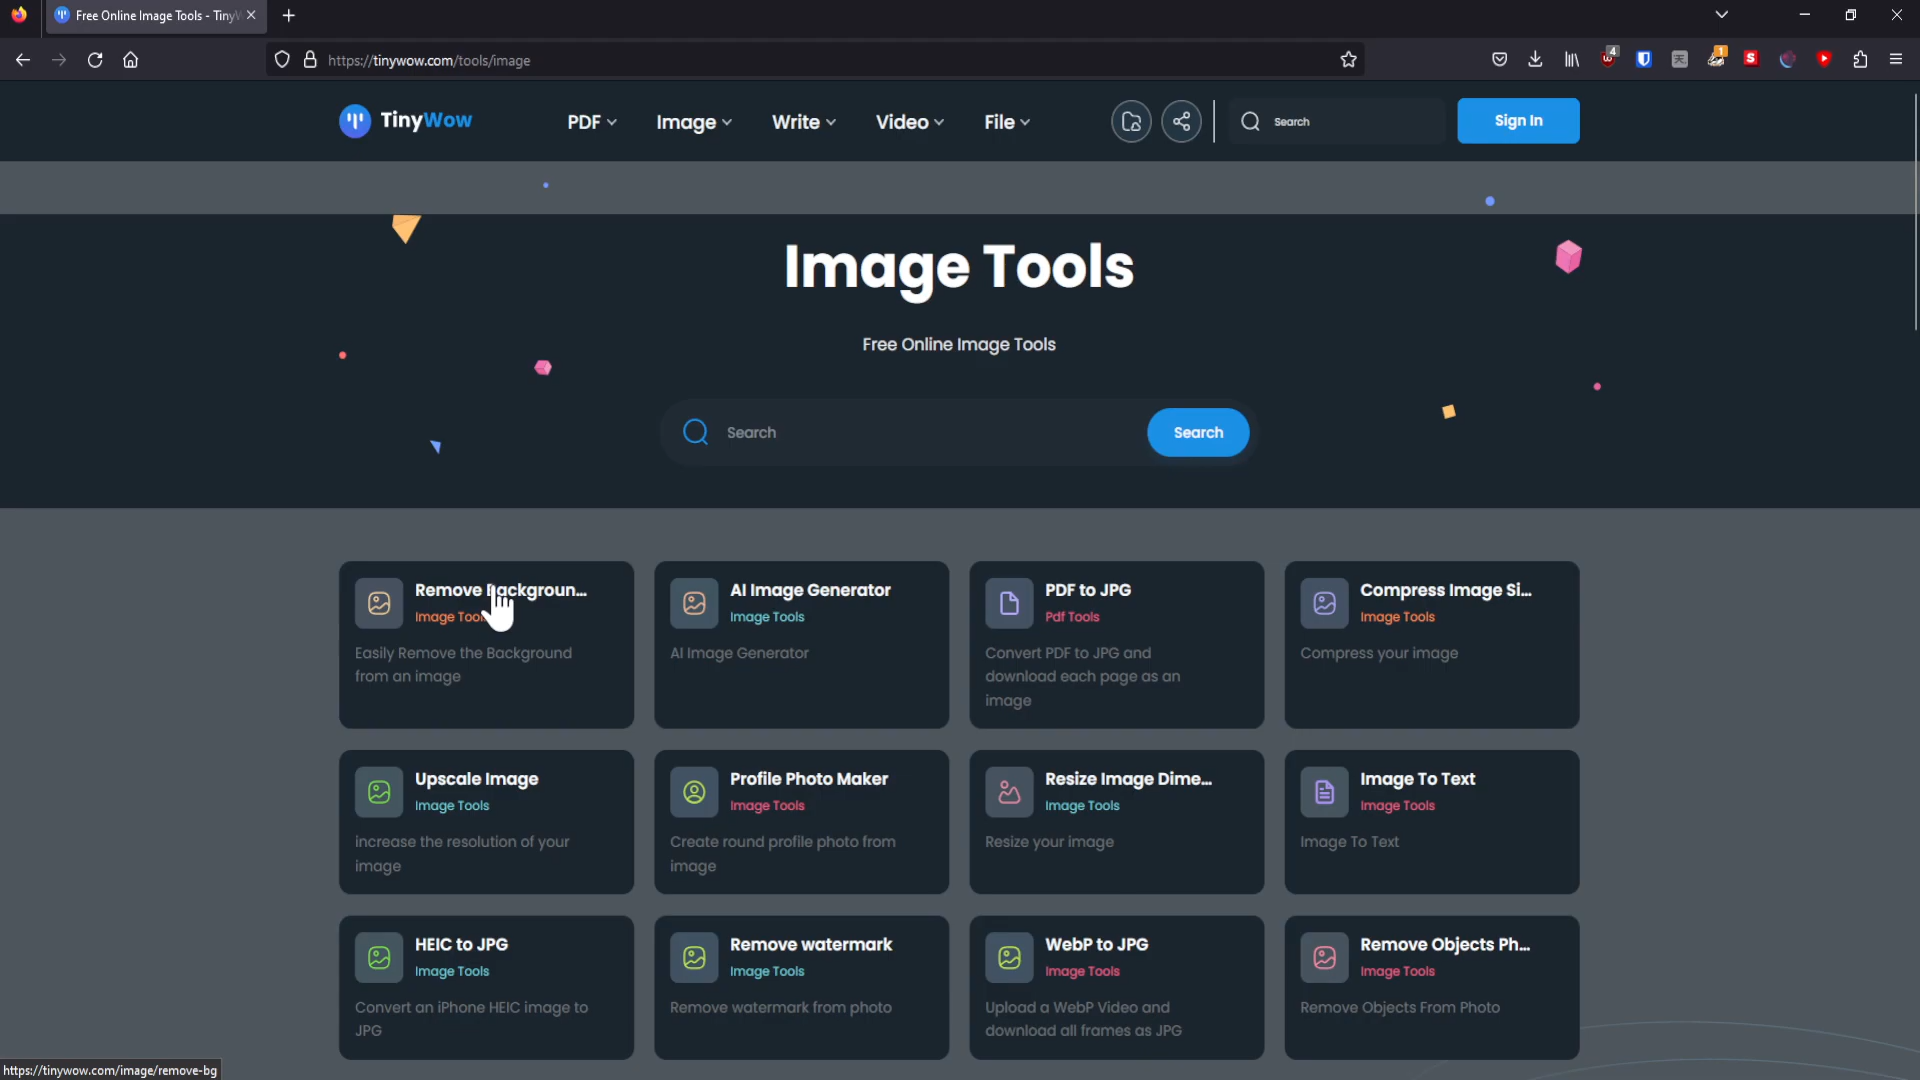 Free Online Image Tools - TinyW
https://tinywow.com/tools/image
4
1
TinyWow
PDF
Image
Write
Video
File
Search
Sign In
Image Tools
Free Online Image Tools
Search
Search
Remove Backgroun...
Image Tools
Easily Remove the Background
from an image
AI Image Generator
Image Tools
AI Image Generator
PDF to JPG
Pdf Tools
Convert PDF to JPG and
download each page as an
image
Compress Image Si...
Image Tools
Compress your image
Upscale Image
Image Tools
increase the resolution of your
image
Profile Photo Maker
Image Tools
Create round profile photo from
image
Resize Image Dime...
Image Tools
Resize your image
Image To Text
Image Tools
Image To Text
HEIC to JPG
Image Tools
Convert an iPhone HEIC image to
JPG
Remove watermark
Image Tools
Remove watermark from photo
WebP to JPG
Image Tools
Upload a WebP Video and
download all frames as JPG
Remove Objects Ph...
Image Tools
Remove Objects From Photo
https://tinywow.com/image/remove-bg